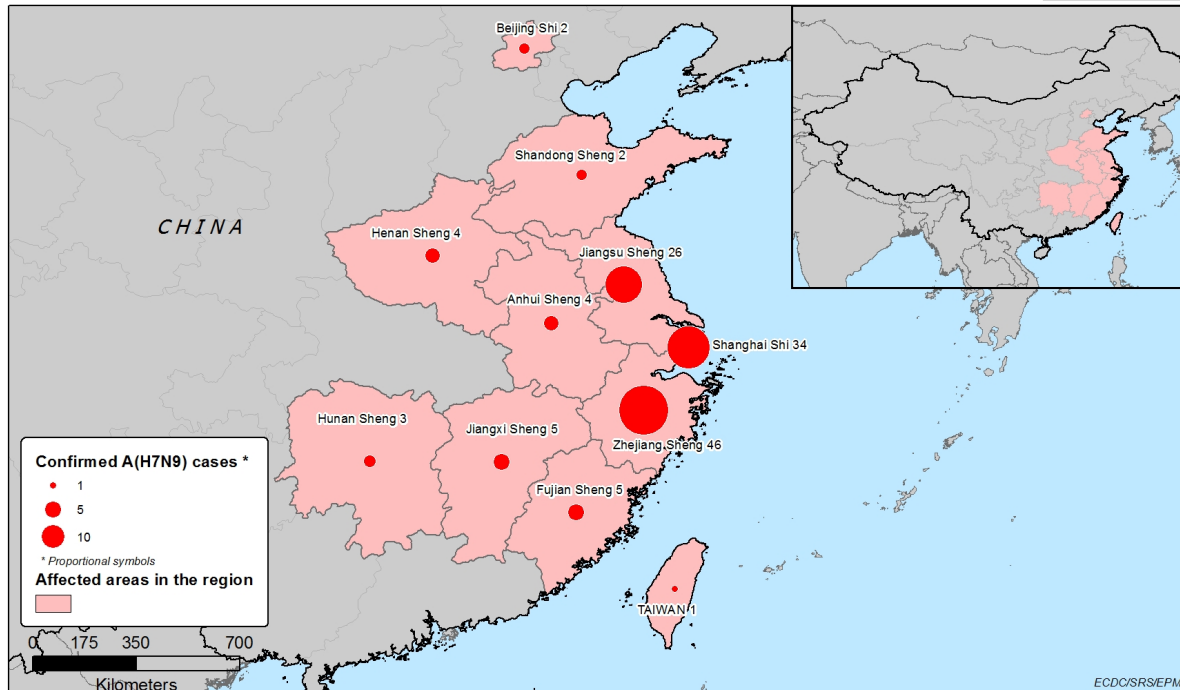 Beijing Shi 2
Shandong Sheng 2
CHINA
Henan Sheng 4
Jiangsu Sheng 26
Anhui Sheng 4
Shanghai Shi 34
Hunan Sheng 3
Jiangxi Sheng 5
Zhejiang Sheng 46
Fujian Sheng 5
TAIWAN 1
Confirmed A(H7N9) cases *
1
5
10
* Proportional symbols
Affected areas in the region
0 175 350 700
Kilometers
ECDC/SRS/EPM